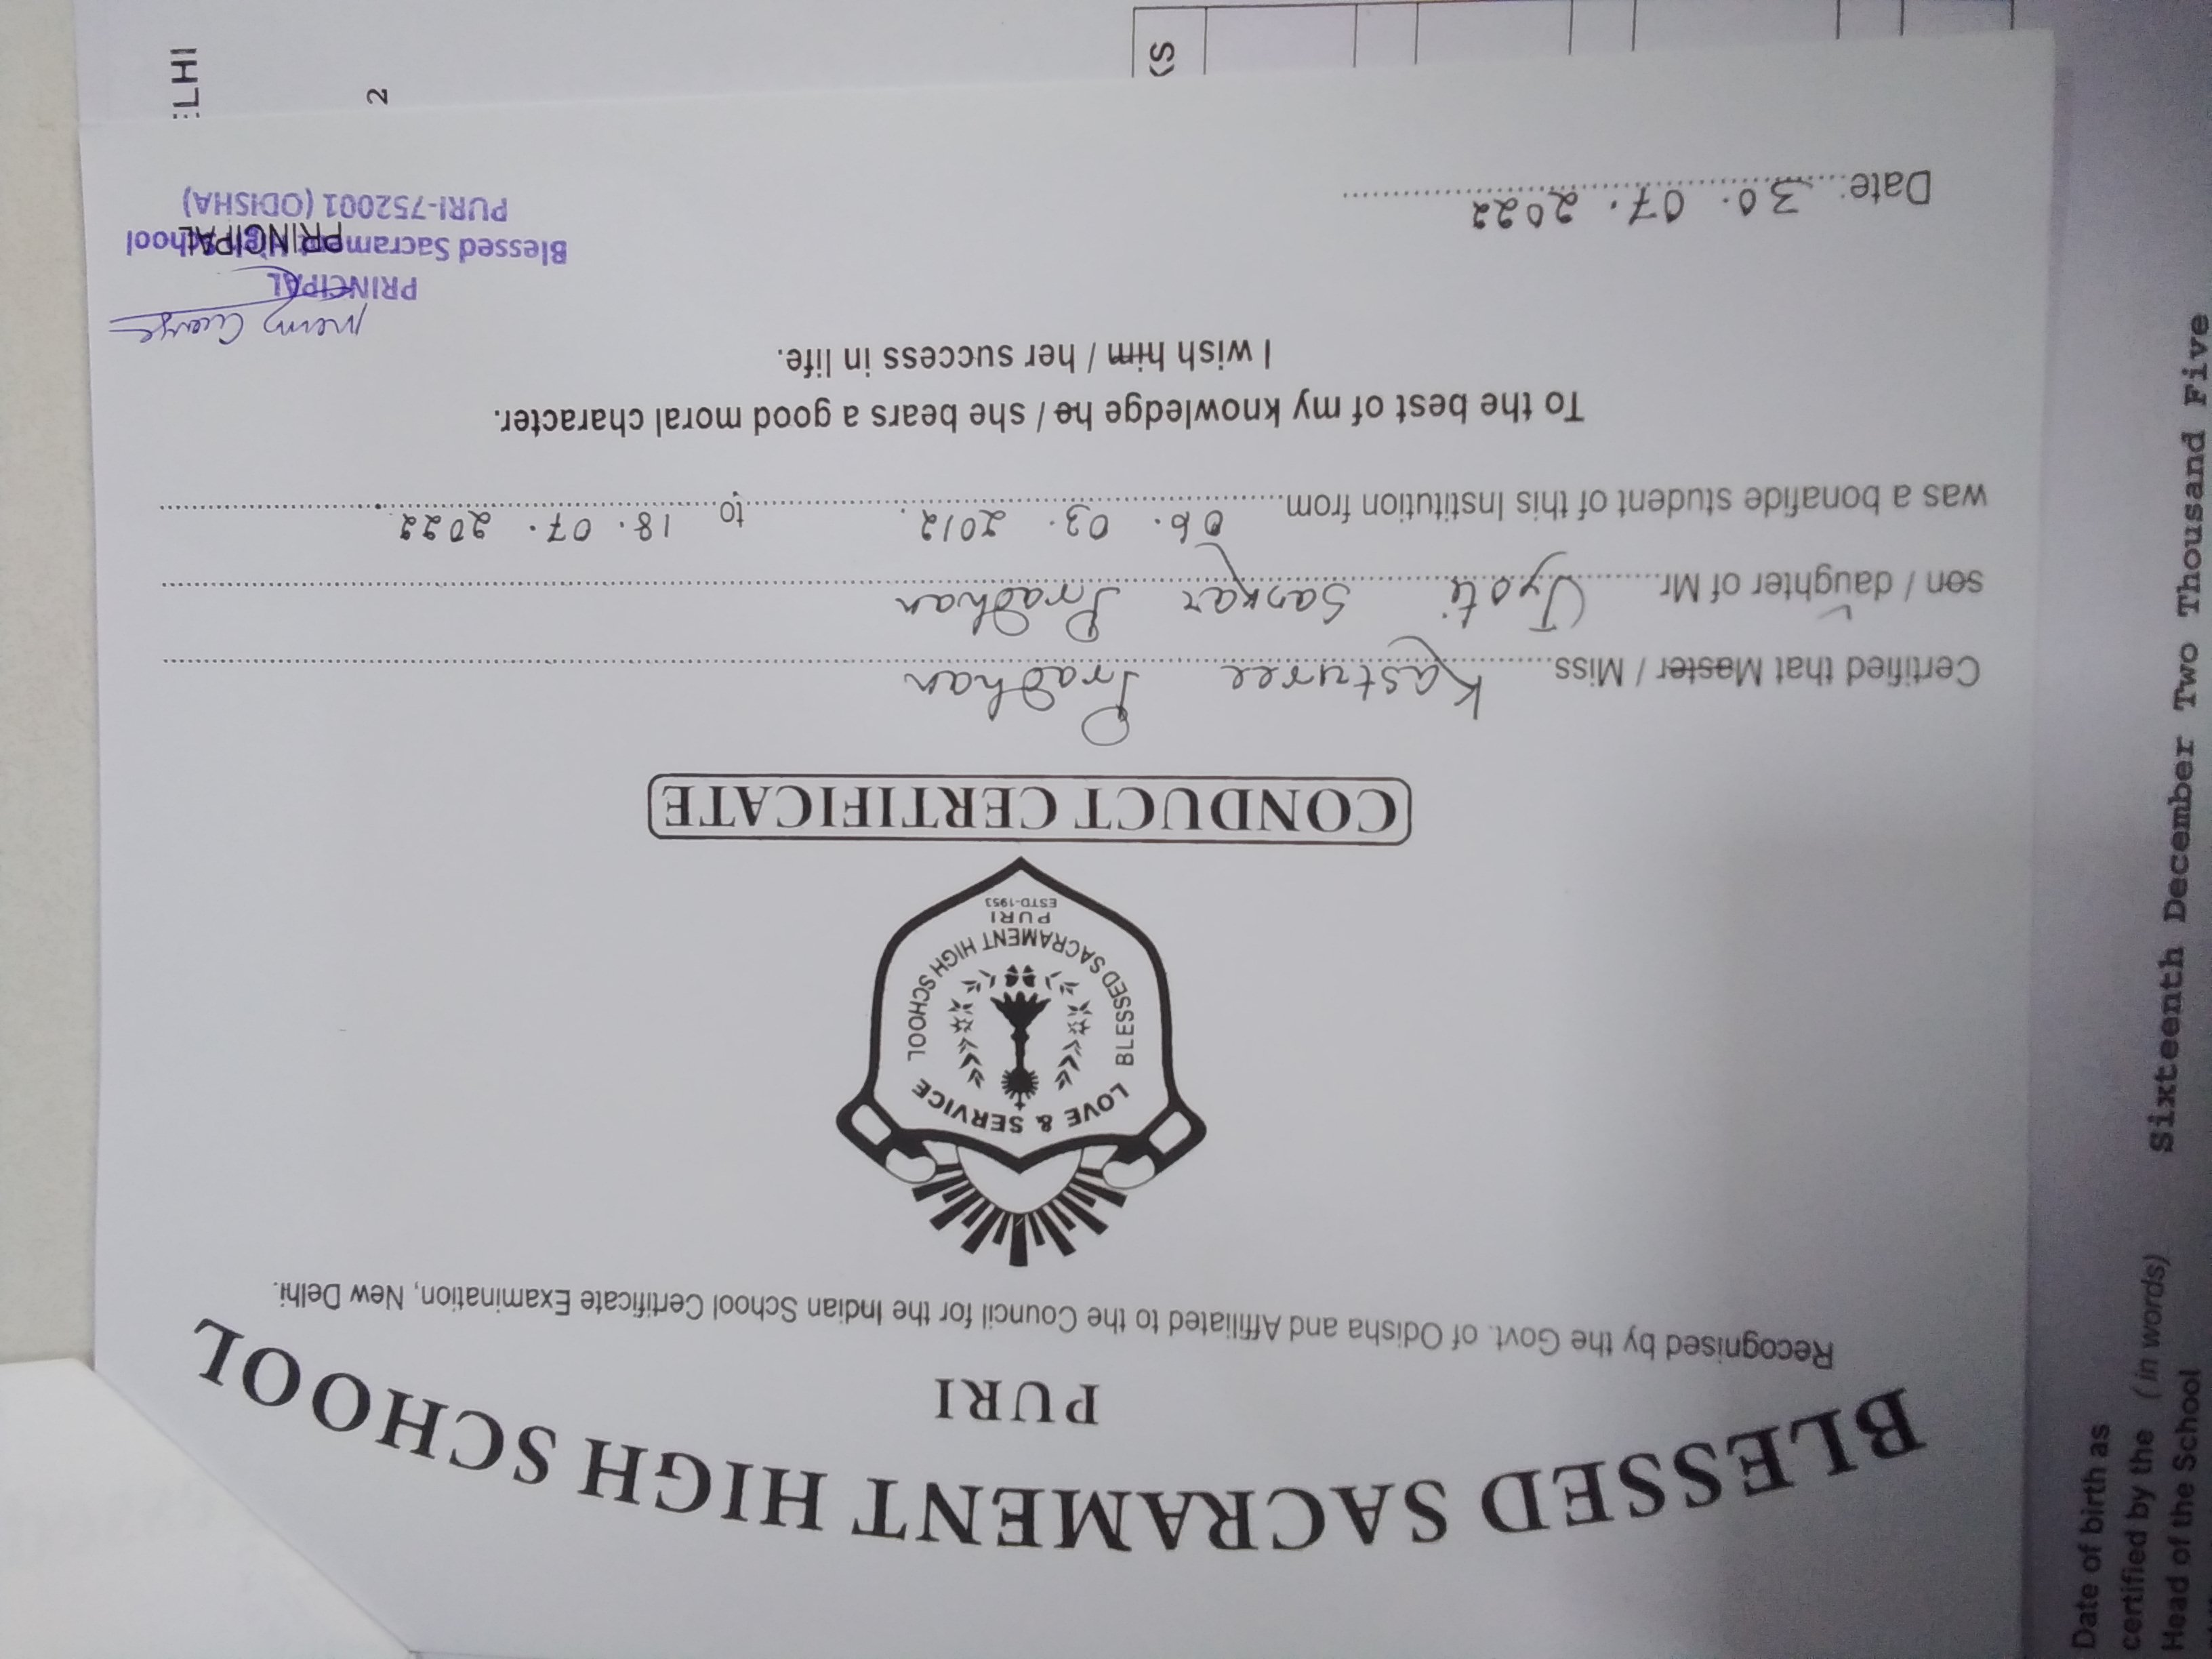 BLESSED SACRAMENT HIGH SCHOOL
PURI
Recognised by the Govt. of Odisha and Affiliated to the Council for the Indian School Certificate Examination, New Delhi.
LOVE & SERVICE
BLESSED SACRAMENT HIGH SCHOOL
PURI
ESTD-1953
CONDUCT CERTIFICATE
Certified that Master / Miss Kasturee Pradhan
son / daughter of Mr. Jyoti Sankar Pradhan
was a bonafide student of this Institution from 06. 03. 2012. to 18. 07. 2022.
To the best of my knowledge he / she bears a good moral character.
I wish him / her success in life.
PRINCIPAL
Blessed Sacrament High School
PRINCIPAL
PURI-752001 (ODISHA)
Date: 30. 07. 2022
Date of birth as
certified by the (in words) Sixteenth December Two Thousand Five
Head of the School
ELHI
2
KS